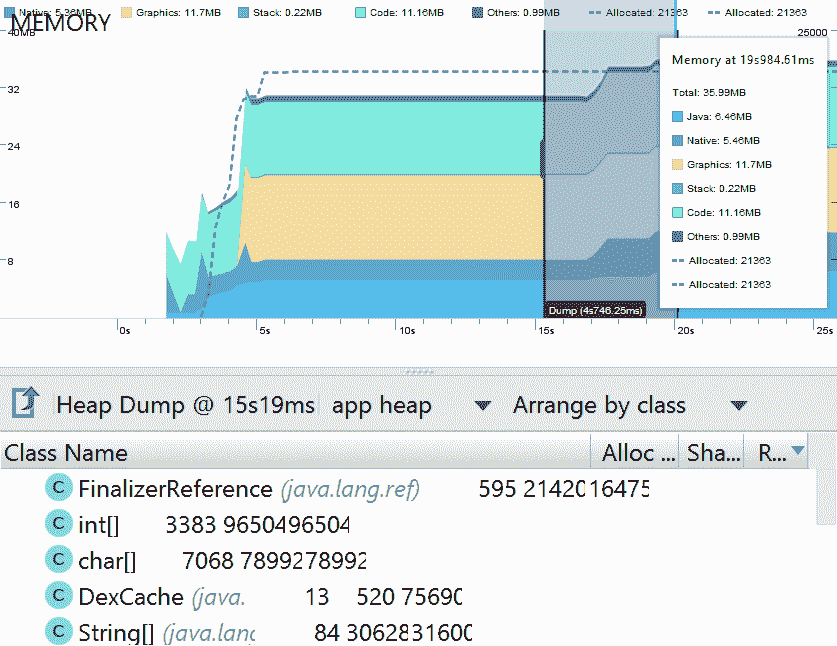 Native: 5.36MB Graphics: 11.7MB Stack: 0.22MB Code: 11.16MB Others: 0.99MB Allocated: 21363 Allocated: 21363
MEMORY
40MB
25000
32
24
16
8
Memory at 19s984.61ms
Total: 35.99MB
Java: 6.46MB
Native: 5.46MB
Graphics: 11.7MB
Stack: 0.22MB
Code: 11.16MB
Others: 0.99MB
Allocated: 21363
Allocated: 21363
Dump (4s746.25ms)
0s 5s 10s 15s 20s 25s
Heap Dump @ 15s19ms app heap Arrange by class
Class Name Alloc ... Sha... R...
C FinalizerReference (java.lang.ref) 595 2142016475
C int[] 3383 9650496504
C char[] 7068 7899278992
C DexCache (java. 13 520 75690
C String[] (java.lang 84 3062831600